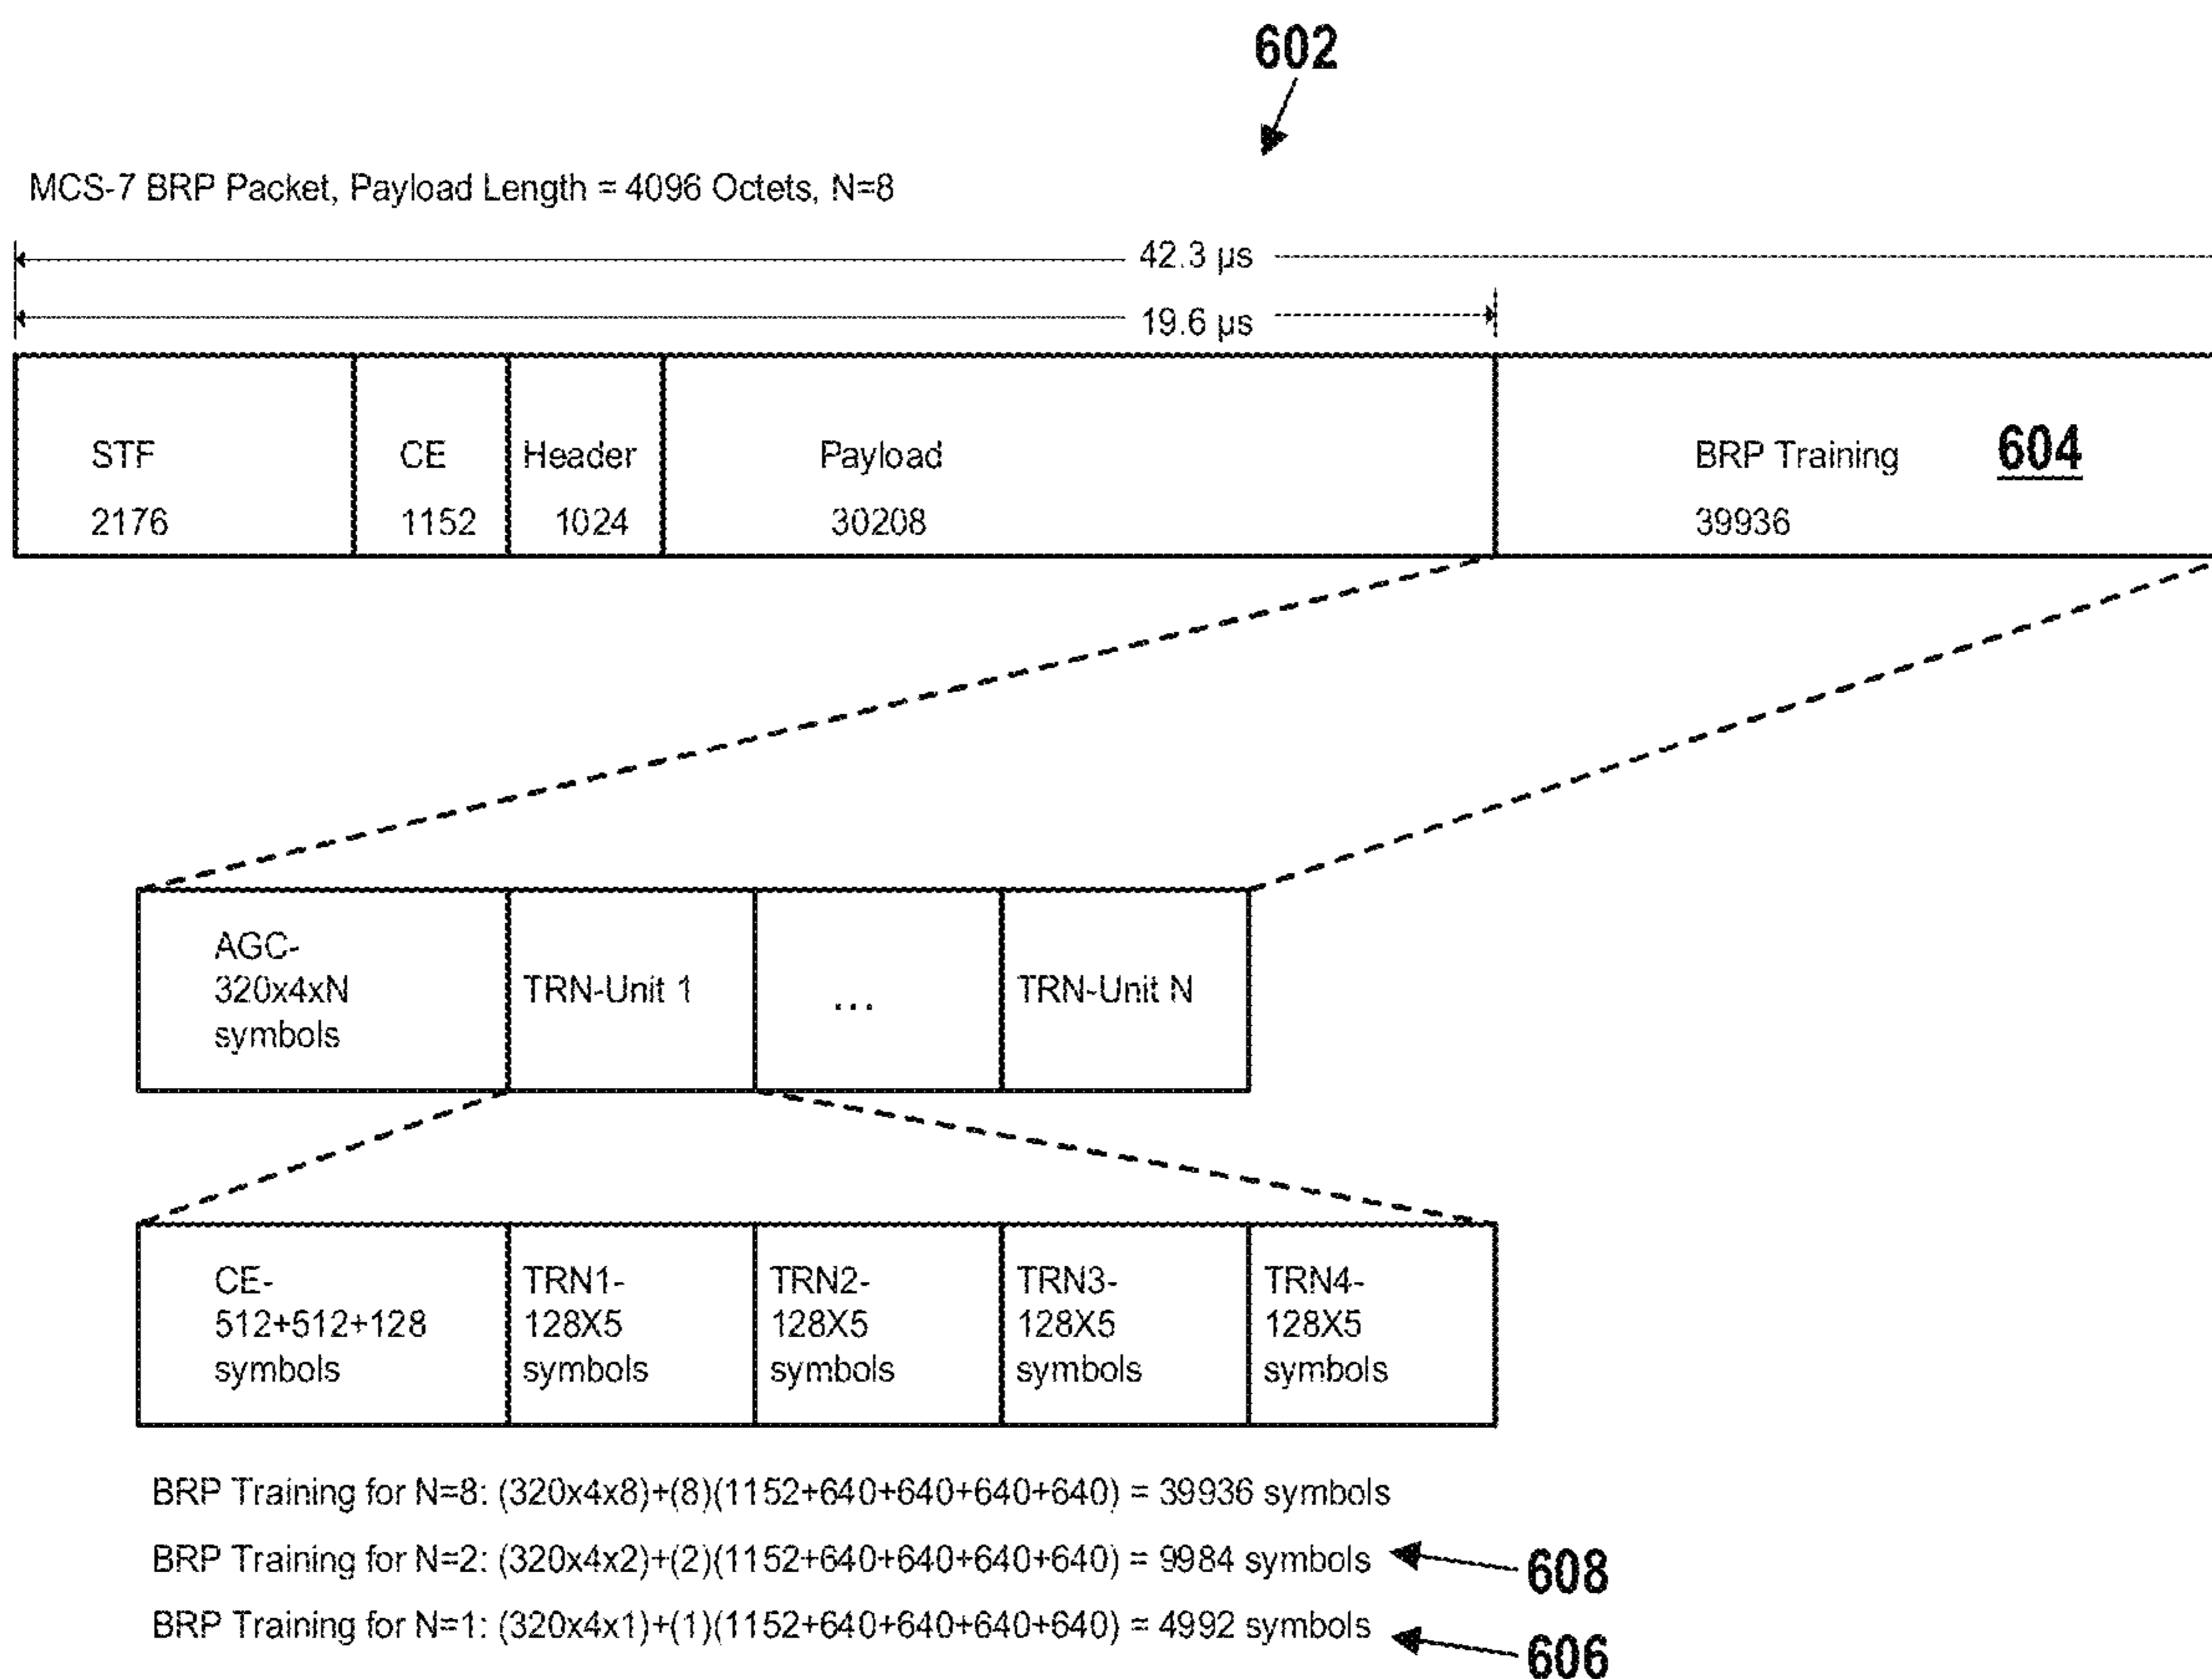 602
MCS-7 BRP Packet, Payload Length = 4096 Octets, N=8
42.3 µs
19.6 µs
STF
2176
CE
1152
Header
1024
Payload
30208
BRP Training 604
39936
AGC-
320x4xN
symbols
TRN-Unit 1
...
TRN-Unit N
CE-
512+512+128
symbols
TRN1-
128X5
symbols
TRN2-
128X5
symbols
TRN3-
128X5
symbols
TRN4-
128X5
symbols
BRP Training for N=8: (320x4x8)+(8)(1152+640+640+640+640) = 39936 symbols
BRP Training for N=2: (320x4x2)+(2)(1152+640+640+640+640) = 9984 symbols
608
BRP Training for N=1: (320x4x1)+(1)(1152+640+640+640+640) = 4992 symbols
606